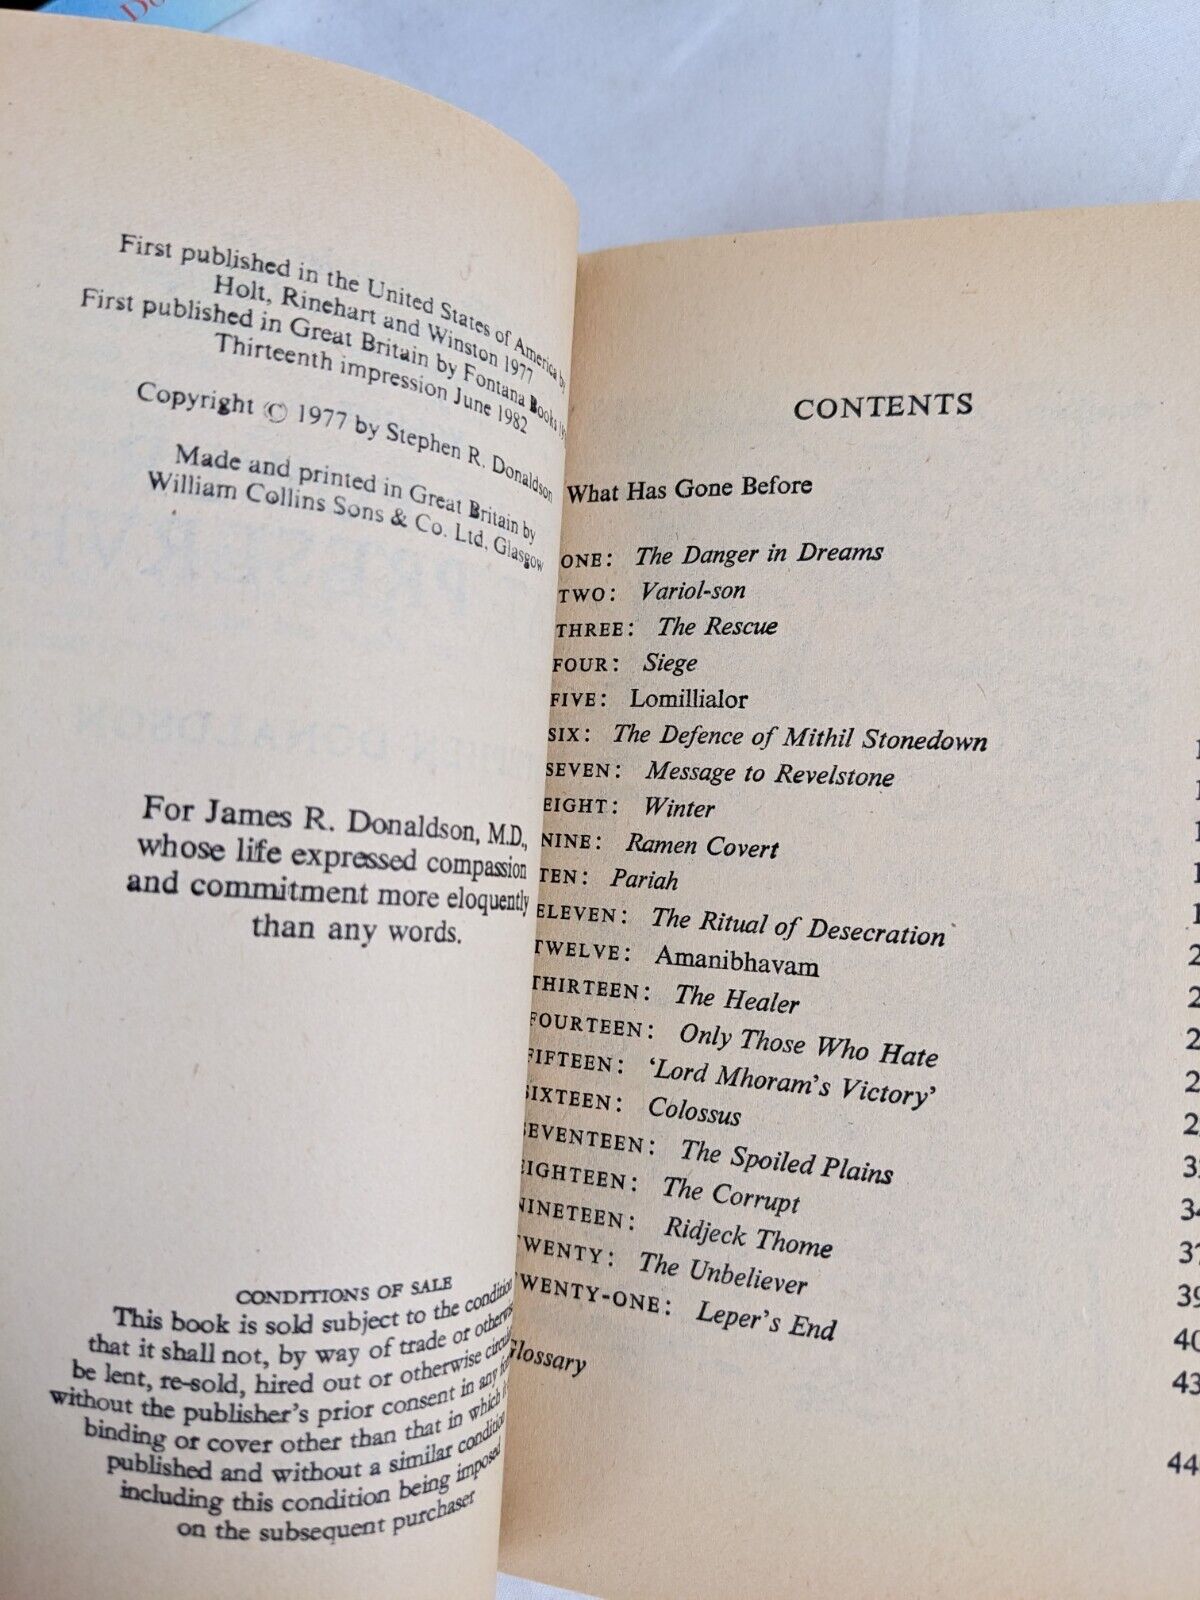 First published in the United States of America by
Holt, Rinehart and Winston 1977
First published in Great Britain by Fontana Books
Thirteenth impression June 1982
Copyright © 1977 by Stephen R. Donaldson
Made and printed in Great Britain by
William Collins Sons & Co. Ltd, Glasgow
For James R. Donaldson, M.D.,
whose life expressed compassion
and commitment more eloquently
than any words.
CONDITIONS OF SALE
This book is sold subject to the condition
that it shall not, by way of trade or otherwise
be lent, re-sold, hired out or otherwise
without the publisher's prior consent in any
binding or cover other than that in which
published and without a similar condition
including this condition being imposed
on the subsequent purchaser
CONTENTS
What Has Gone Before
ONE: The Danger in Dreams
TWO: Variol-son
THREE: The Rescue
FOUR: Siege
FIVE: Lomillialor
SIX: The Defence of Mithil Stonedown
SEVEN: Message to Revelstone
EIGHT: Winter
NINE: Ramen Covert
TEN: Pariah
ELEVEN: The Ritual of Desecration
TWELVE: Amanibhavam
THIRTEEN: The Healer
FOURTEEN: Only Those Who Hate
FIFTEEN: 'Lord Mhoram's Victory'
SIXTEEN: Colossus
SEVENTEEN: The Spoiled Plains
EIGHTEEN: The Corrupt
NINETEEN: Ridjeck Thome
TWENTY: The Unbeliever
TWENTY-ONE: Leper's End
Glossary